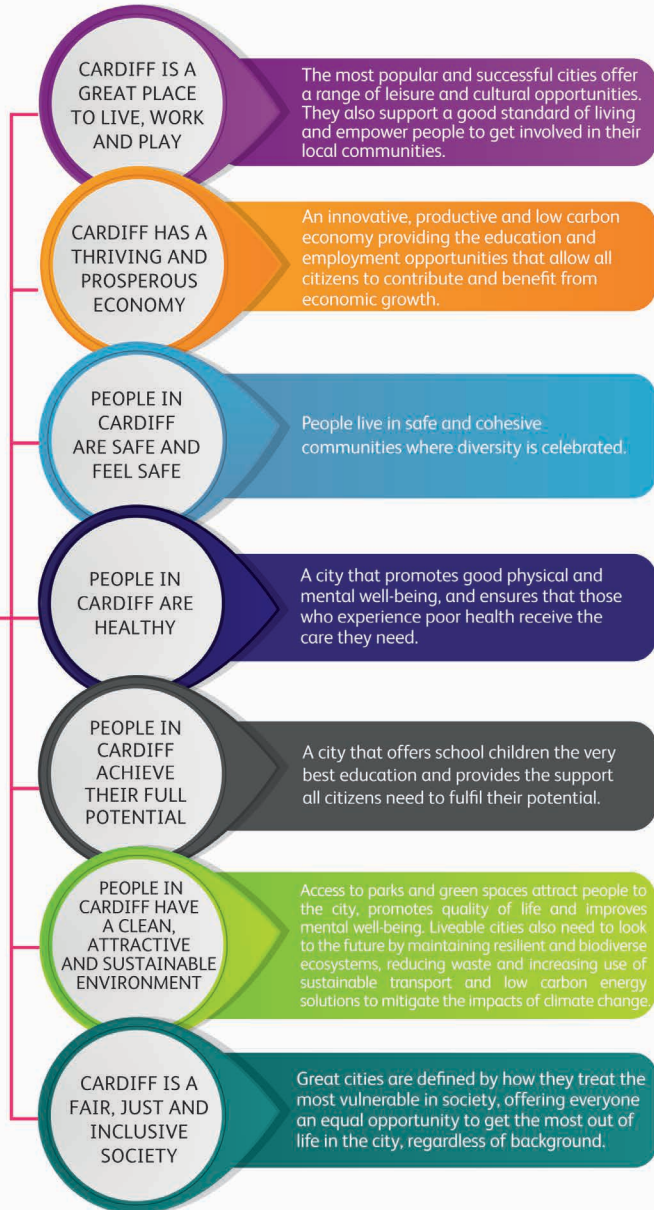 CARDIFF IS A
GREAT PLACE
TO LIVE, WORK
AND PLAY
The most popular and successful cities offer
a range of leisure and cultural opportunities.
They also support a good standard of living
and empower people to get involved in their
local communities.
CARDIFF HAS A
THRIVING AND
PROSPEROUS
ECONOMY
An innovative, productive and low carbon
economy providing the education and
employment opportunities that allow all
citizens to contribute and benefit from
economic growth.
PEOPLE IN
CARDIFF
ARE SAFE AND
FEEL SAFE
People live in safe and cohesive
communities where diversity is celebrated.
PEOPLE IN
CARDIFF ARE
HEALTHY
A city that promotes good physical and
mental well-being, and ensures that those
who experience poor health receive the
care they need.
PEOPLE IN
CARDIFF
ACHIEVE
THEIR FULL
POTENTIAL
A city that offers school children the very
best education and provides the support
all citizens need to fulfil their potential.
PEOPLE IN
CARDIFF HAVE
A CLEAN,
ATTRACTIVE
AND SUSTAINABLE
ENVIRONMENT
Access to parks and green spaces attract people to
the city, promotes quality of life and improves
mental well-being. Liveable cities also need to look
to the future by maintaining resilient and biodiverse
ecosystems, reducing waste and increasing use of
sustainable transport and low carbon energy
solutions to mitigate the impacts of climate change.
CARDIFF IS A
FAIR, JUST AND
INCLUSIVE
SOCIETY
Great cities are defined by how they treat the
most vulnerable in society, offering everyone
an equal opportunity to get the most out of
life in the city, regardless of background.